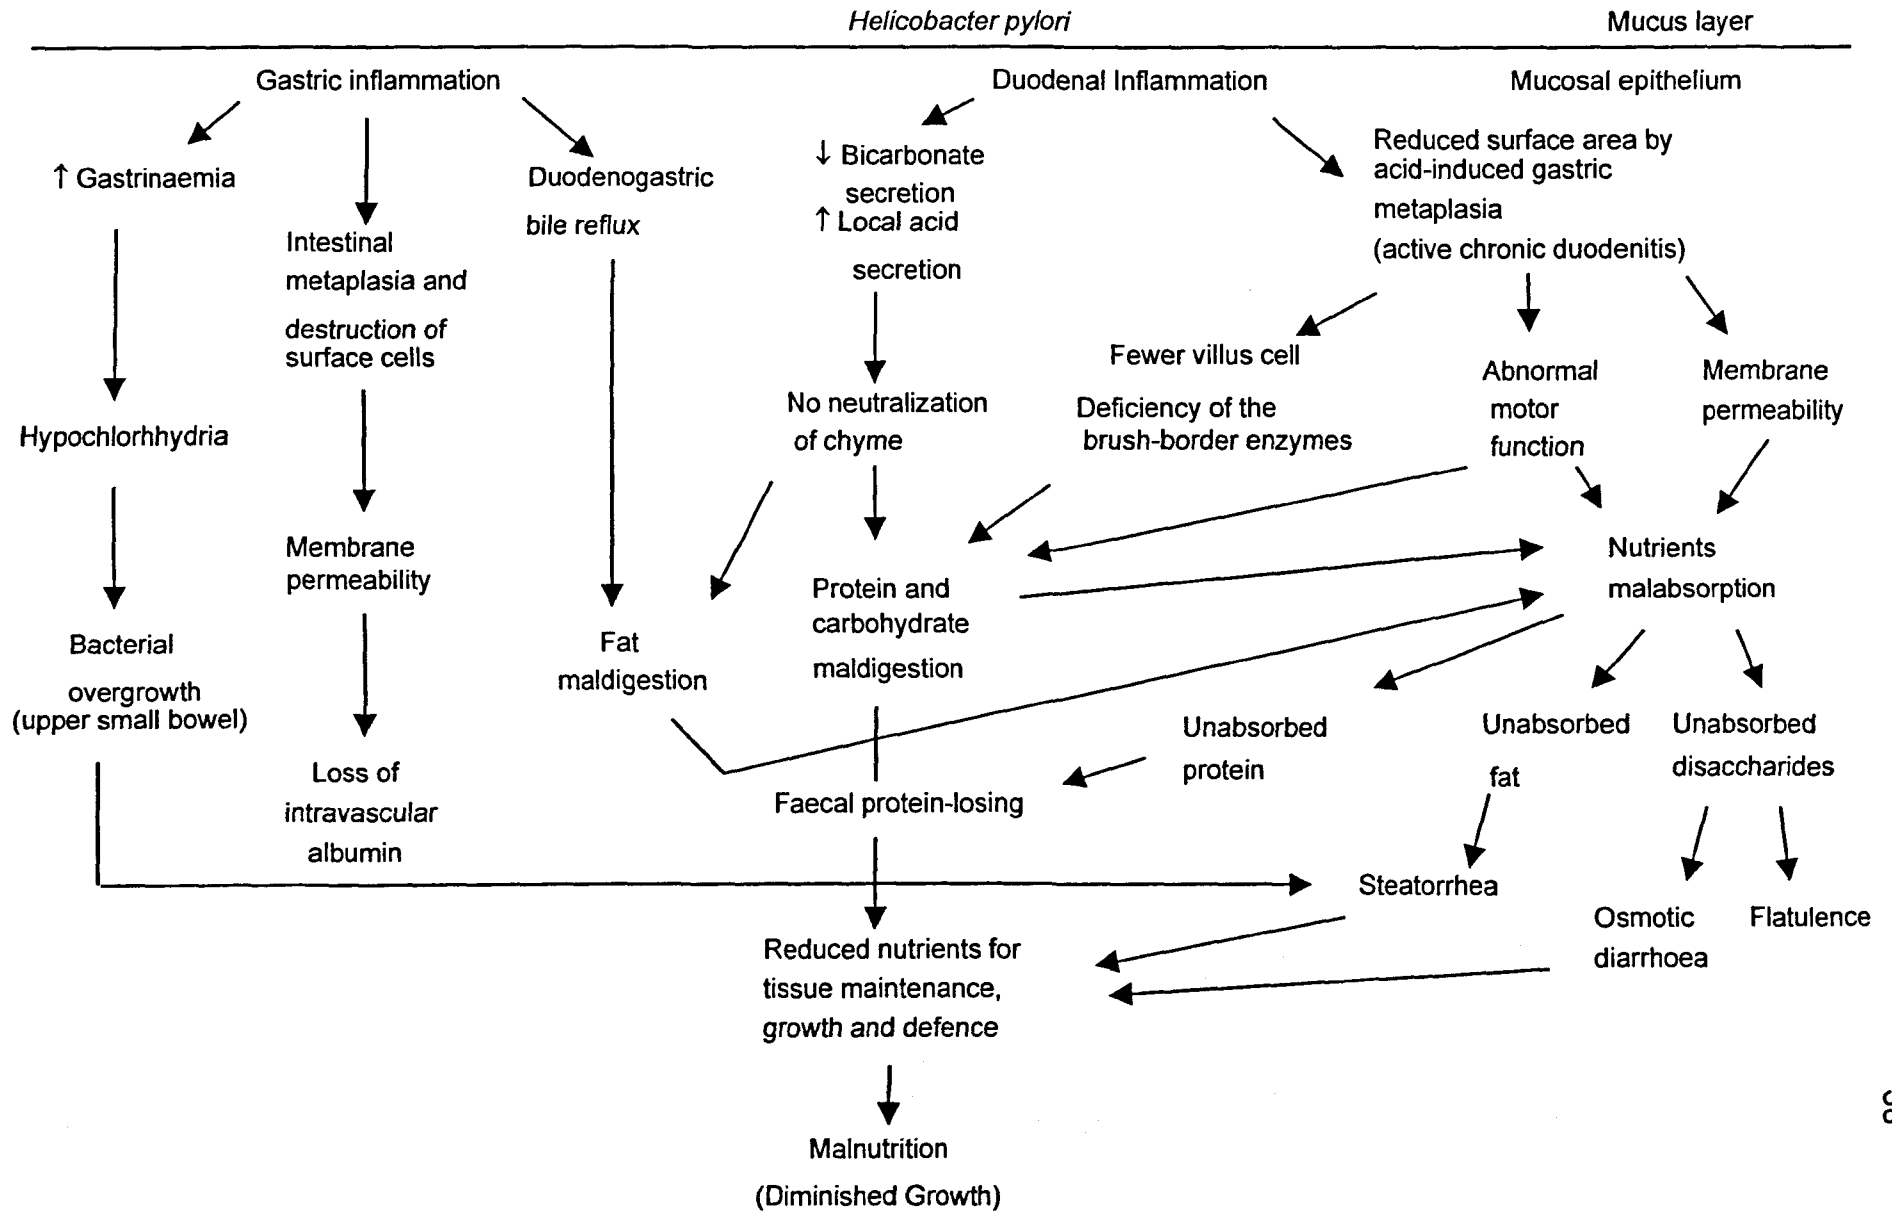 Helicobacter pylori
Mucus layer
Gastric inflammation
Duodenal Inflammation
Mucosal epithelium
↑ Gastrinaemia
Hypochlorhhydria
Bacterial
overgrowth
(upper small bowel)
Intestinal
metaplasia and
destruction of
surface cells
Membrane
permeability
Loss of
intravascular
albumin
Duodenogastric
bile reflux
Fat
maldigestion
↓ Bicarbonate
secretion
↑ Local acid
secretion
No neutralization
of chyme
Protein and
carbohydrate
maldigestion
Faecal protein-losing
Reduced surface area by
acid-induced gastric
metaplasia
(active chronic duodenitis)
Fewer villus cell
Deficiency of the
brush-border enzymes
Abnormal
motor
function
Membrane
permeability
Nutrients
malabsorption
Unabsorbed
protein
Unabsorbed
fat
Unabsorbed
disaccharides
Steatorrhea
Osmotic
diarrhoea
Flatulence
Reduced nutrients for
tissue maintenance,
growth and defence
Malnutrition
(Diminished Growth)